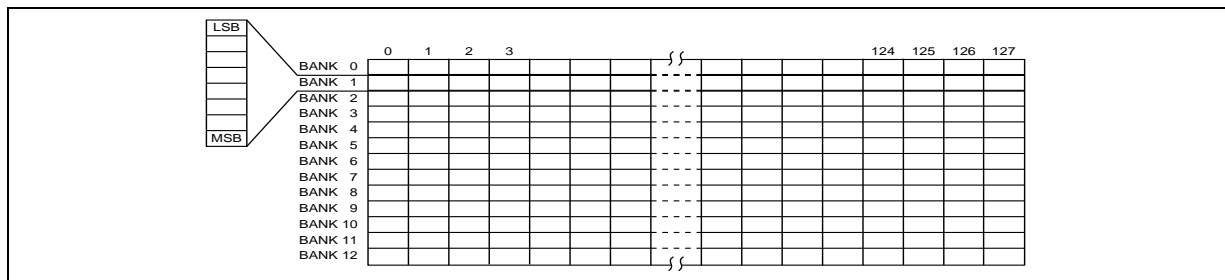 LSB
0 1 2 3 124 125 126 127
BANK 0
BANK 1
BANK 2
BANK 3
BANK 4
MSB
BANK 5
BANK 6
BANK 7
BANK 8
BANK 9
BANK 10
BANK 11
BANK 12